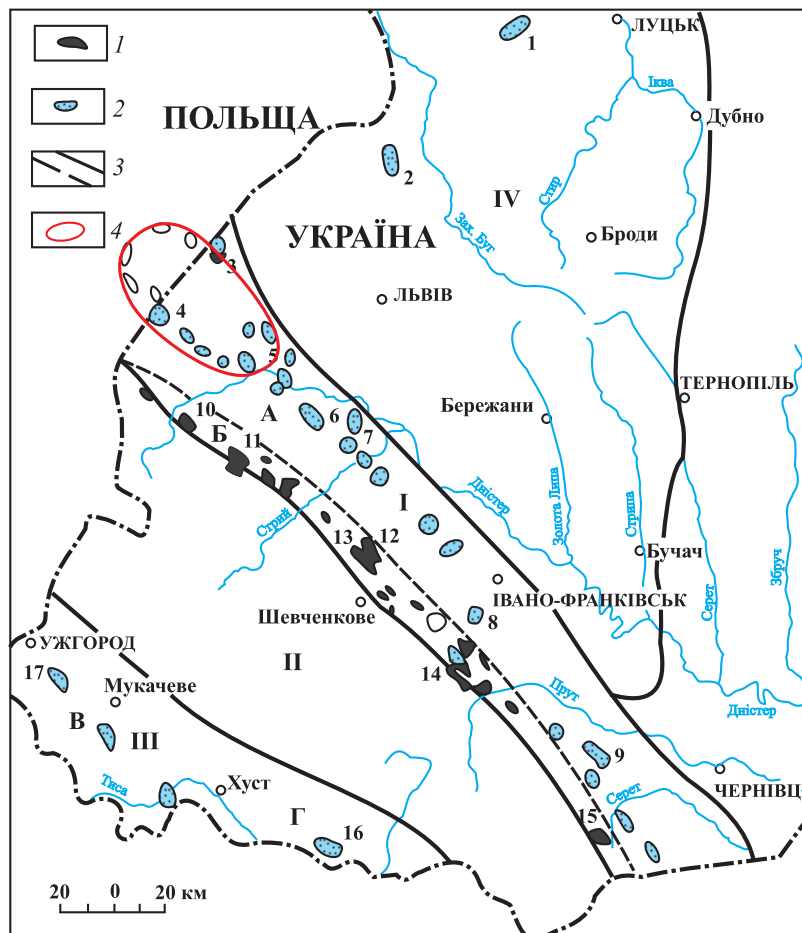 1
2
3
4
ПОЛЬЩА
УКРАЇНА
1
ЛУЦЬК
Іква
Дубно
2
IV
Стир
Зах. Буг
Броди
3
ЛЬВІВ
4
5
ТЕРНОПІЛЬ
А
6
7
Бережани
10
Б
11
Дністер
Золота Липа
Стрипа
Серет
Збруч
I
Стрий
13
12
Бучач
ІВАНО-ФРАНКІВСЬК
Шевченкове
8
УЖГОРОД
II
14
17
Мукачеве
Прут
Дністер
В
III
9
ЧЕРНІВЦІ
Тиса
Хуст
Серет
Г
15
16
20 0 20 км